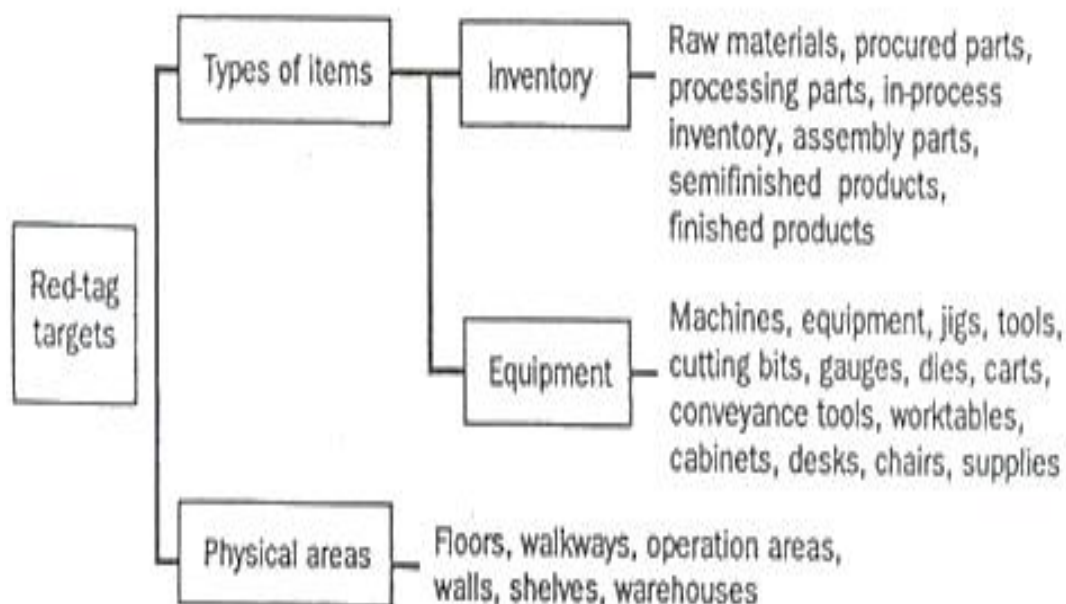 Red-tag
targets
Types of items
Inventory
Raw materials, procured parts,
processing parts, in-process
inventory, assembly parts,
semifinished products,
finished products
Equipment
Machines, equipment, jigs, tools,
cutting bits, gauges, dies, carts,
conveyance tools, worktables,
cabinets, desks, chairs, supplies
Physical areas
Floors, walkways, operation areas,
walls, shelves, warehouses